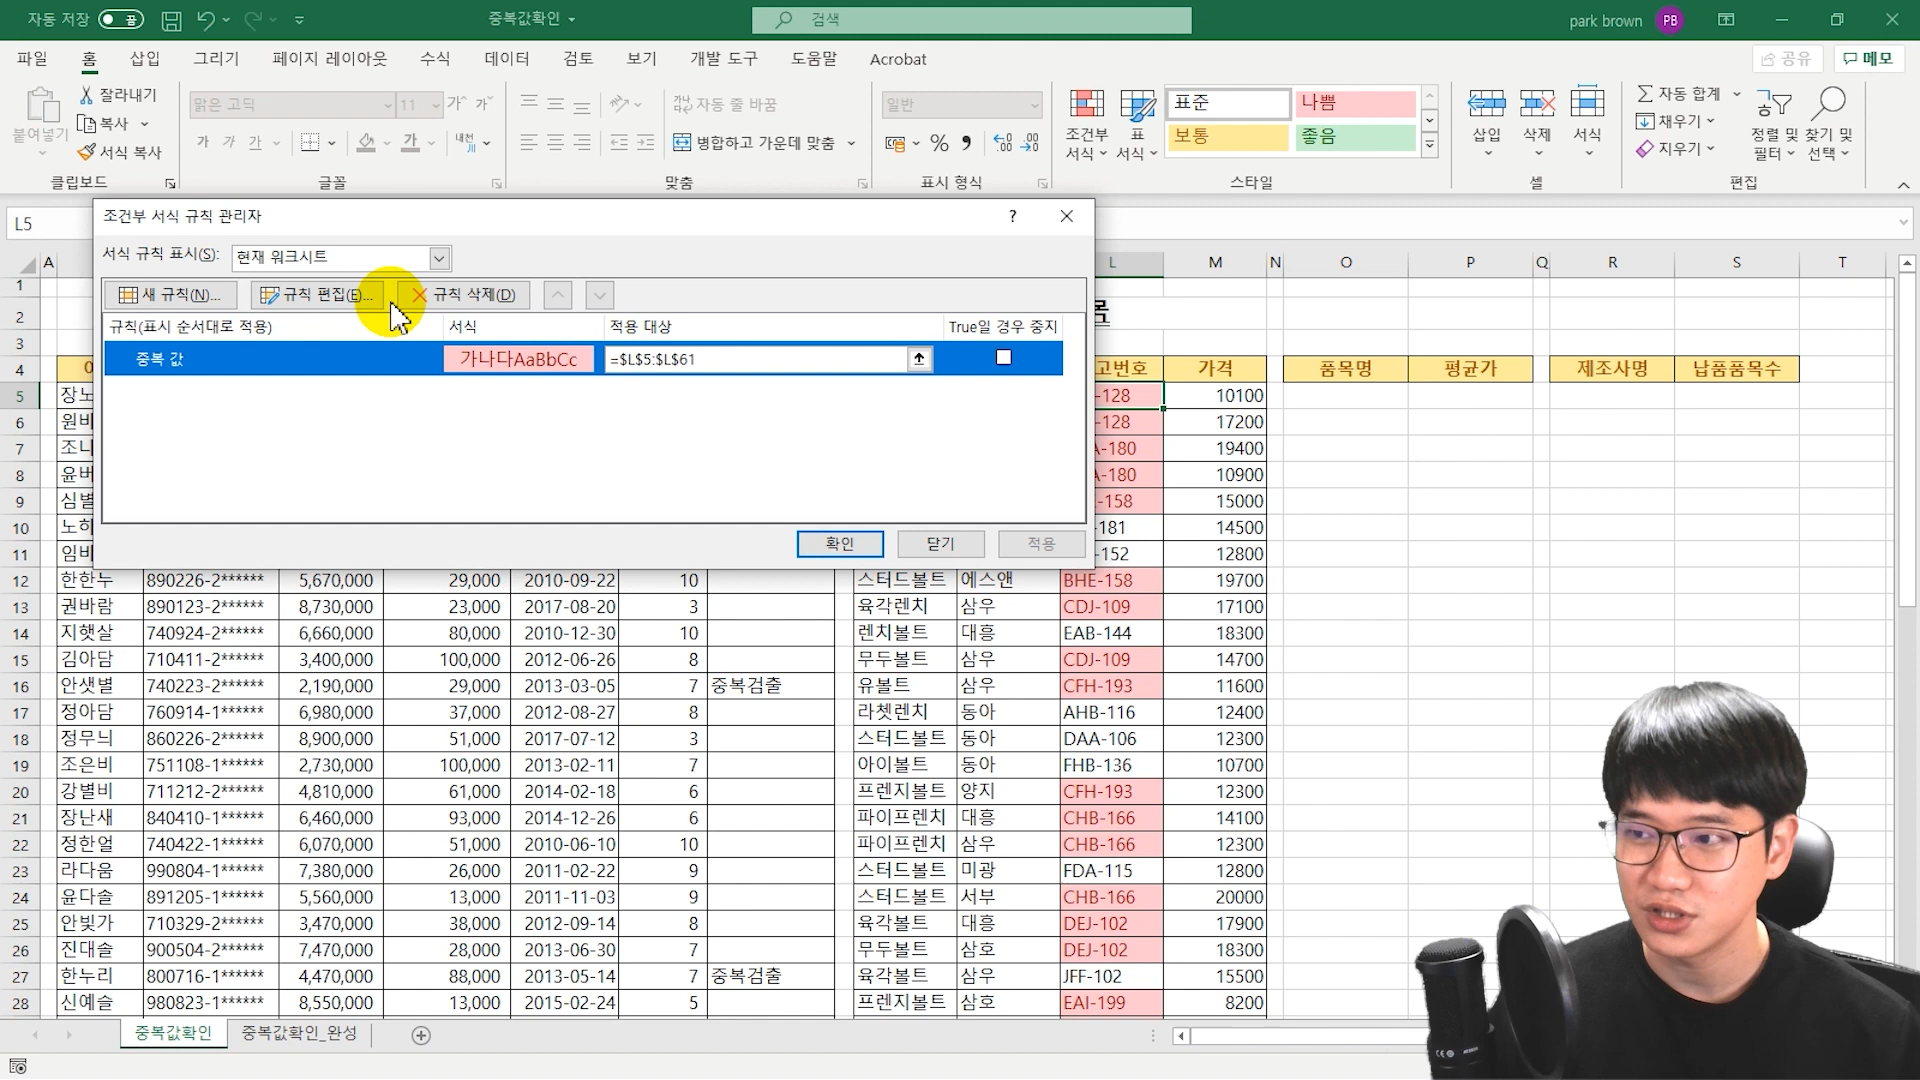 자동 저장 끔 중복값확인 검색 park brown PB
파일 홈 삽입 그리기 페이지 레이아웃 수식 데이터 검토 보기 개발 도구 도움말 Acrobat 공유 메모
붙여넣기 잘라내기 복사 서식 복사
맑은 고딕 11
가 가 가 가 내천
자동 줄 바꿈
병합하고 가운데 맞춤
일반
조건부 서식 표 서식
표준 나쁨
보통 좋음
삽입 삭제 서식
자동 합계 채우기 지우기
정렬 및 필터 찾기 및 선택
클립보드 글꼴 맞춤 표시 형식 스타일 셀 편집
L5
조건부 서식 규칙 관리자 ?
서식 규칙 표시(S): 현재 워크시트
새 규칙(N)... 규칙 편집(E)... 규칙 삭제(D)
규칙(표시 순서대로 적용) 서식 적용 대상 True일 경우 중지
중복 값 가나다AaBbCc =$L$5:$L$61
확인 닫기 적용
A L M N O P Q R S T
1
2
3
4 고번호 가격 품목명 평균가 제조사명 납품품목수
5 장노 -128 10100
6 원바 -128 17200
7 조나 A-180 19400
8 윤버 A-180 10900
9 심별 -158 15000
10 노하 -181 14500
11 임바 -152 12800
12 한한누 890226-2****** 5,670,000 29,000 2010-09-22 10 스터드볼트 에스앤 BHE-158 19700
13 권바람 890123-2****** 8,730,000 23,000 2017-08-20 3 육각렌치 삼우 CDJ-109 17100
14 지햇살 740924-2****** 6,660,000 80,000 2010-12-30 10 렌치볼트 대흥 EAB-144 18300
15 김아담 710411-2****** 3,400,000 100,000 2012-06-26 8 무두볼트 삼우 CDJ-109 14700
16 안샛별 740223-2****** 2,190,000 29,000 2013-03-05 7 중복검출 유볼트 삼우 CFH-193 11600
17 정아담 760914-1****** 6,980,000 37,000 2012-08-27 8 라쳇렌치 동아 AHB-116 12400
18 정무늬 860226-2****** 8,900,000 51,000 2017-07-12 3 스터드볼트 동아 DAA-106 12300
19 조은비 751108-1****** 2,730,000 100,000 2013-02-11 7 아이볼트 동아 FHB-136 10700
20 강별비 711212-2****** 4,810,000 61,000 2014-02-18 6 프렌지볼트 양지 CFH-193 12300
21 장난새 840410-1****** 6,460,000 93,000 2014-12-26 6 파이프렌치 대흥 CHB-166 14100
22 정한얼 740422-1****** 6,070,000 51,000 2010-06-10 10 파이프렌치 삼우 CHB-166 12300
23 라다움 990804-1****** 7,380,000 26,000 2011-02-22 9 스터드볼트 미광 FDA-115 12800
24 윤다솔 891205-1****** 5,560,000 13,000 2011-11-03 9 스터드볼트 서부 CHB-166 20000
25 안빛가 710329-2****** 3,470,000 38,000 2012-09-14 8 육각볼트 대흥 DEJ-102 17900
26 진대솔 900504-2****** 7,470,000 28,000 2013-06-30 7 무두볼트 삼호 DEJ-102 18300
27 한누리 800716-1****** 4,470,000 88,000 2013-05-14 7 중복검출 육각볼트 삼우 JFF-102 15500
28 신예슬 980823-1****** 8,550,000 13,000 2015-02-24 5 프렌지볼트 삼호 EAI-199 8200
중복값확인 중복값확인_완성